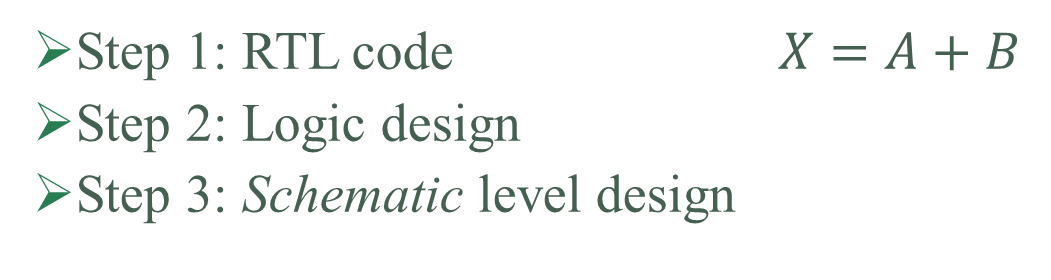 ➢Step 1: RTL code X = A + B
➢Step 2: Logic design
➢Step 3: Schematic level design